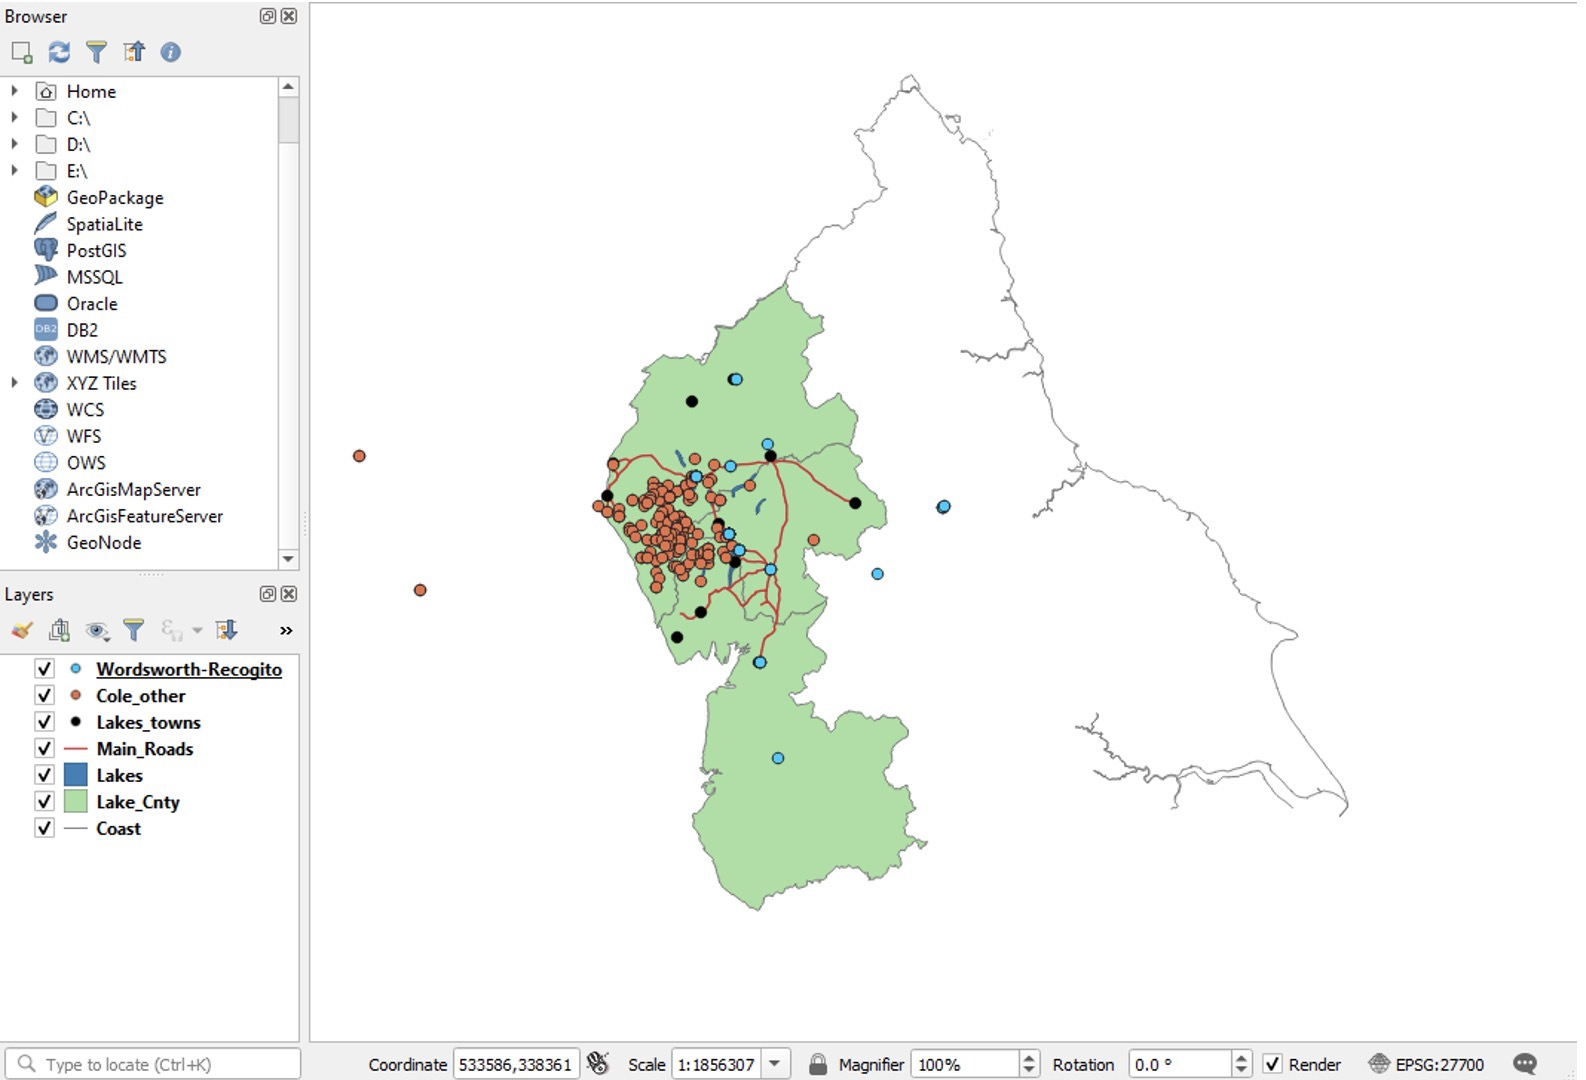 Browser
Home
C:\
D:\
E:\
GeoPackage
SpatiaLite
PostGIS
MSSQL
Oracle
DB2 DB2
WMS/WMTS
XYZ Tiles
WCS
WFS
OWS
ArcGisMapServer
ArcGisFeatureServer
GeoNode
Layers
»
Wordsworth-Recogito
Cole_other
Lakes_towns
Main_Roads
Lakes
Lake_Cnty
Coast
Type to locate (Ctrl+K) Coordinate 533586,338361 Scale 1:1856307 Magnifier 100% Rotation 0.0 ° Render EPSG:27700